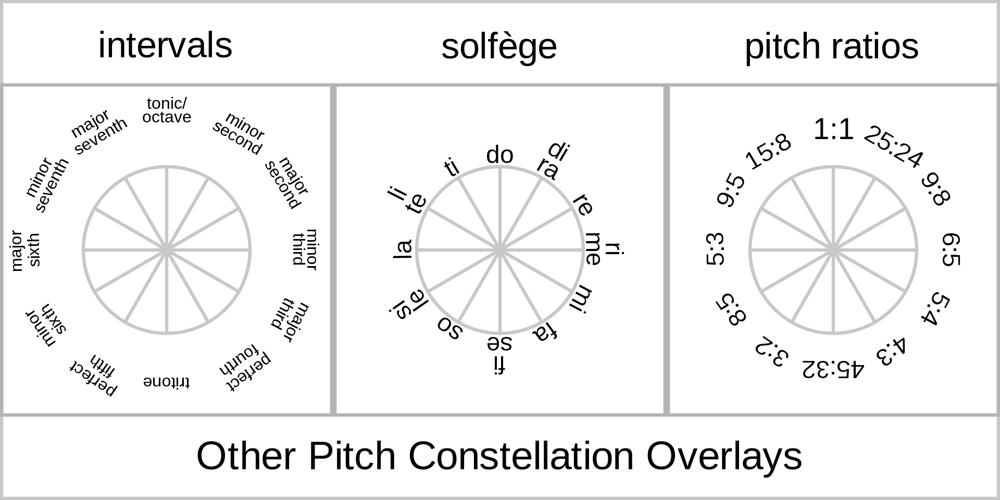 intervals
solfège
pitch ratios
tonic/
octave
minor
second
major
second
minor
third
major
third
perfect
fourth
tritone
perfect
fifth
minor
sixth
major
sixth
minor
seventh
major
seventh
do
di
ra
re
ri
me
mi
fa
se
fi
so
le
si
la
li
te
ti
1:1
25:24
9:8
6:5
5:4
4:3
45:32
3:2
8:5
5:3
9:5
15:8
Other Pitch Constellation Overlays